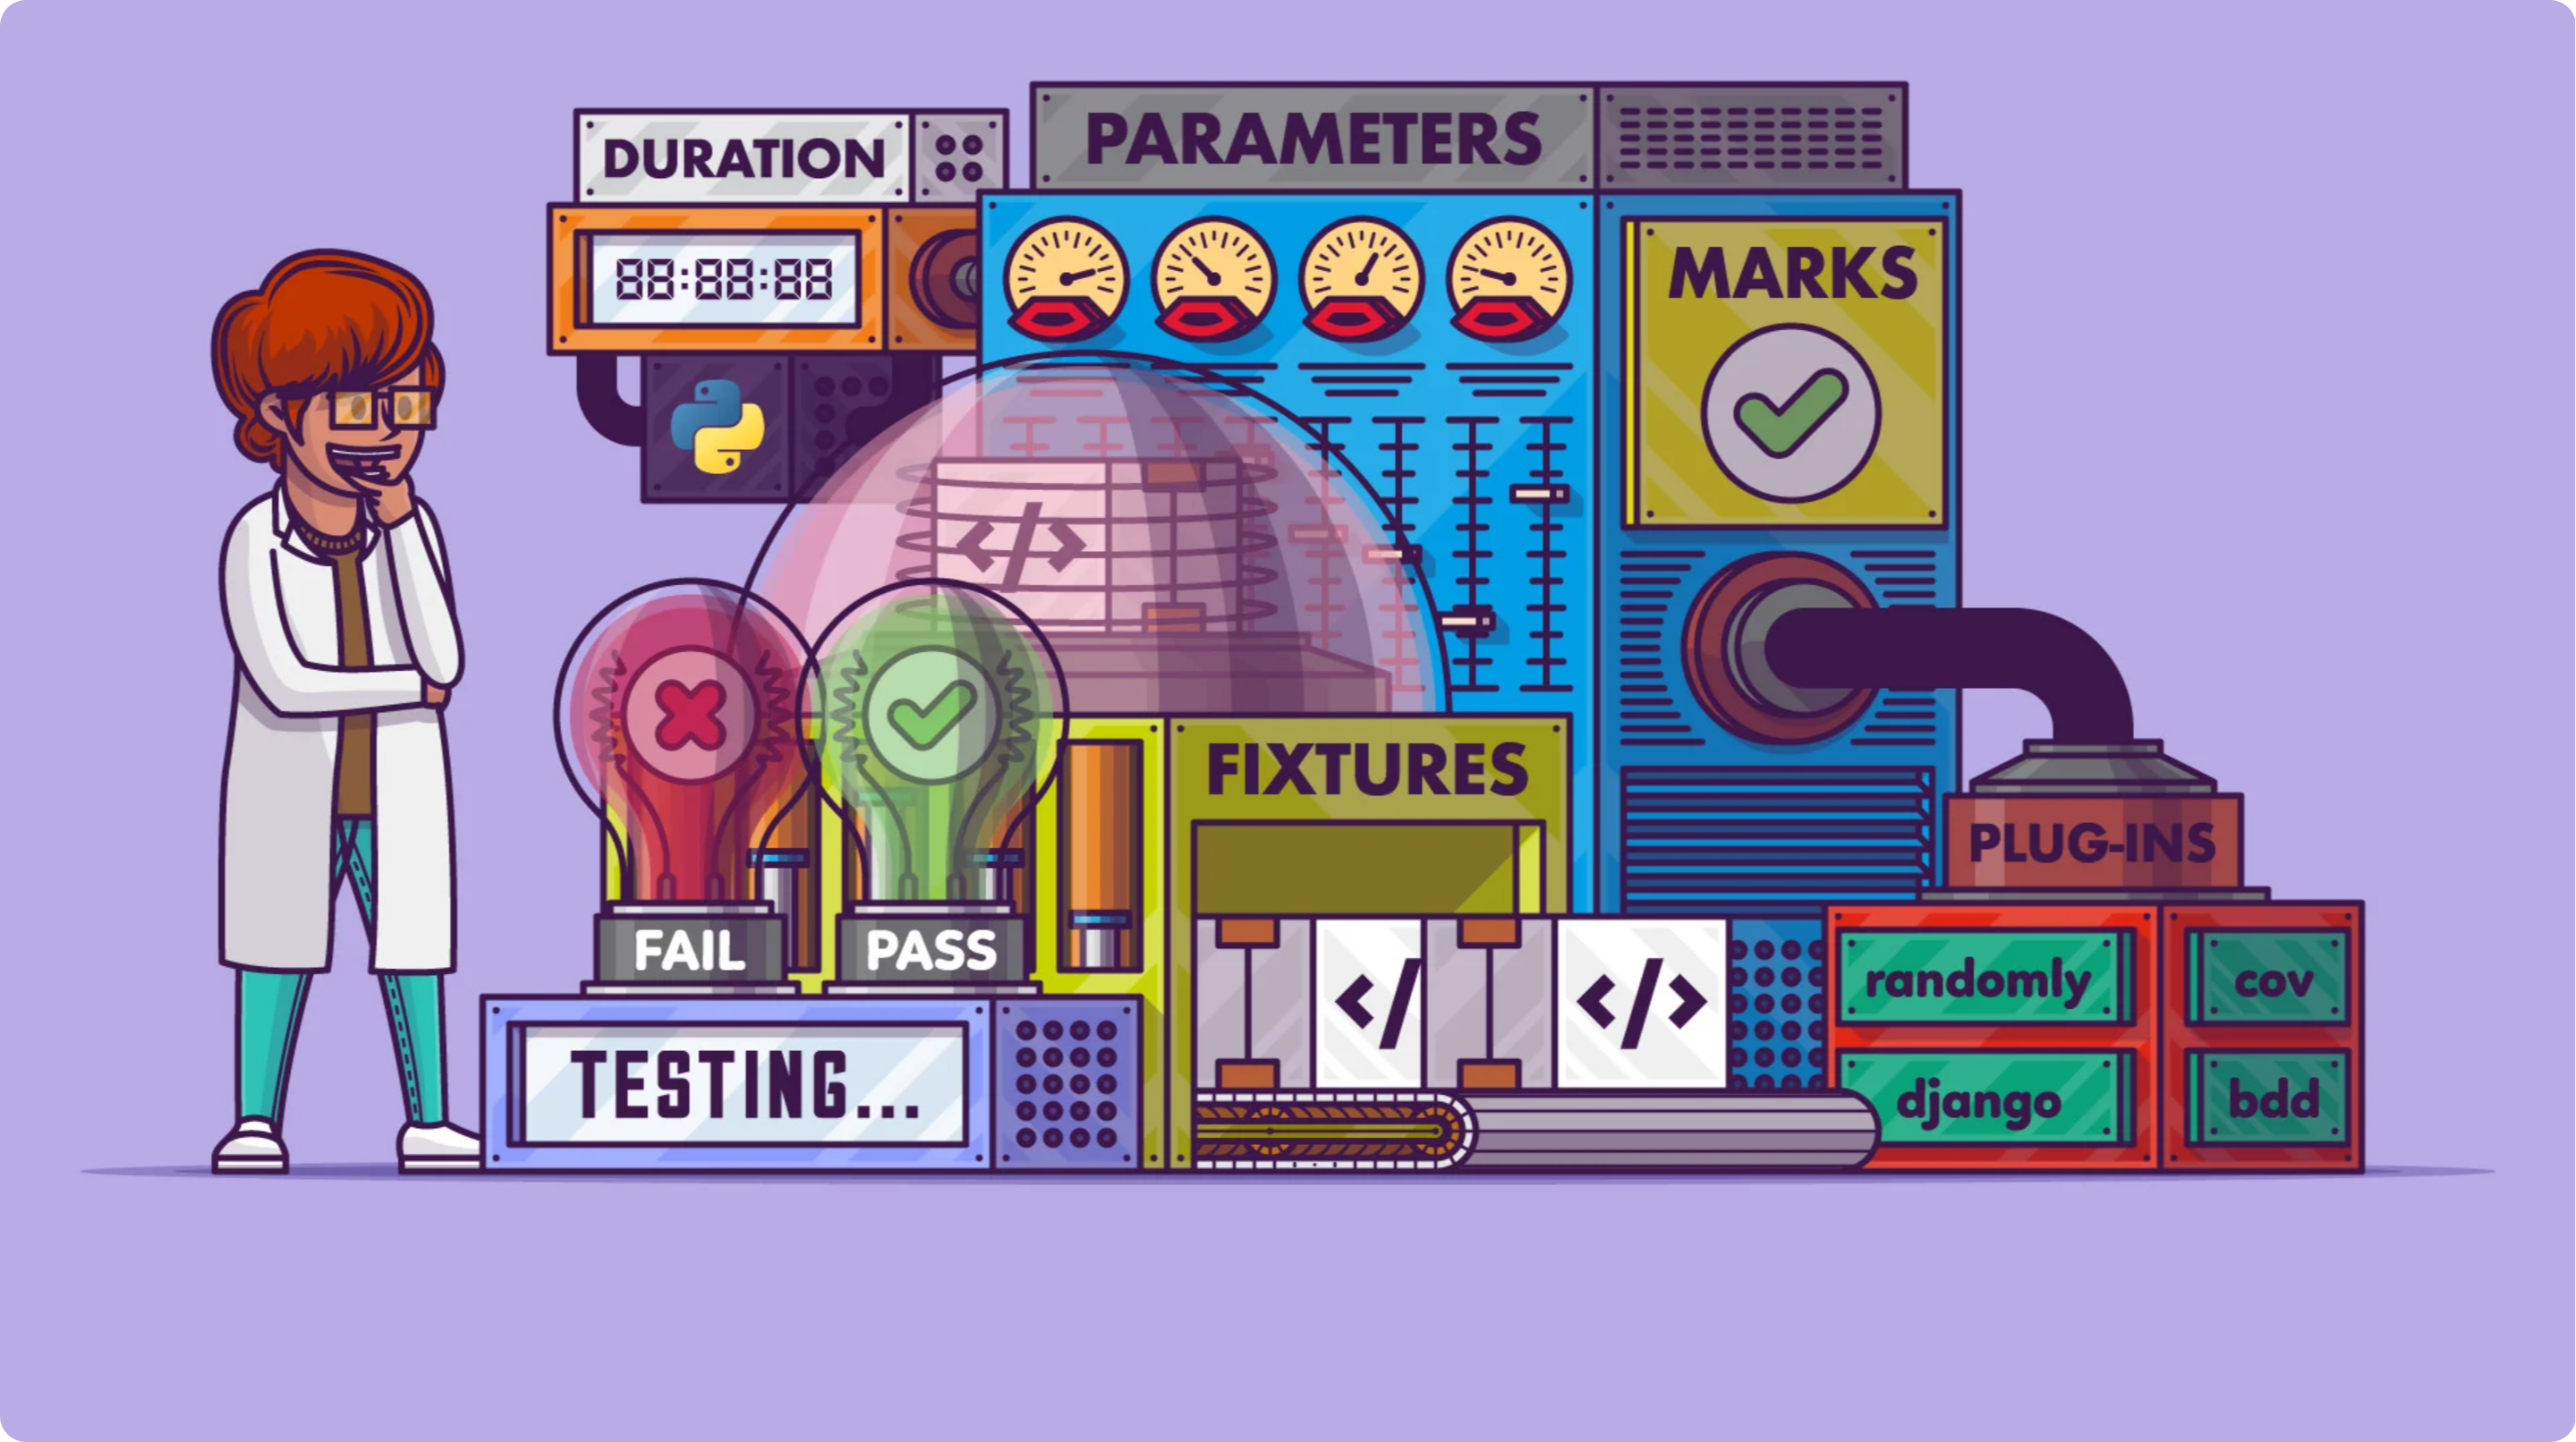 DURATION
PARAMETERS
88:88:88
MARKS
</>
FIXTURES
PLUG-INS
FAIL
PASS
</
</>
randomly
cov
TESTING...
django
bdd